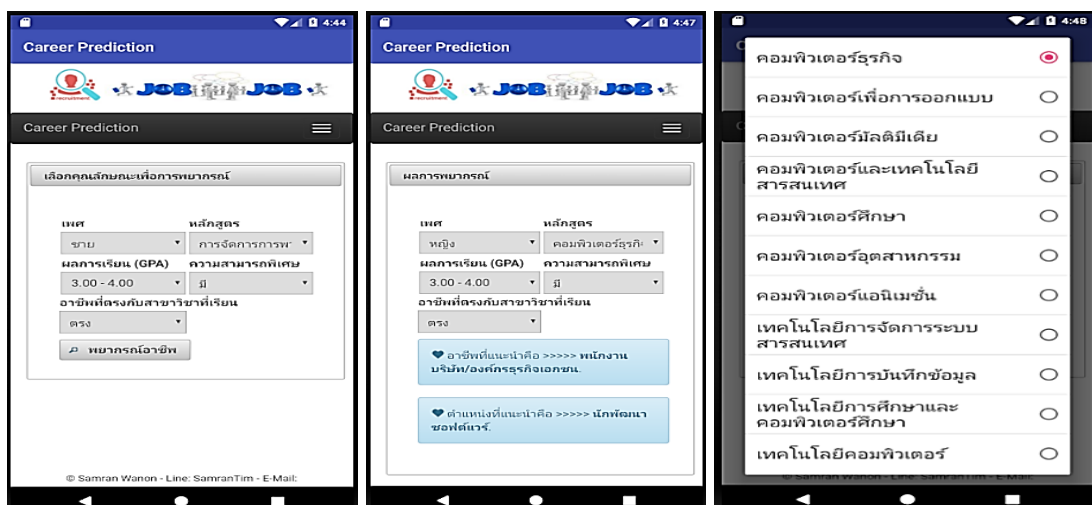 4:44
Career Prediction
recruitment
JOB JOB
Career Prediction
เลือกคุณลักษณะเพื่อการพยากรณ์
เพศ หลักสูตร
ชาย การจัดการการพ
ผลการเรียน (GPA) ความสามารถพิเศษ
3.00 - 4.00 มี
อาชีพที่ตรงกับสาขาวิชาที่เรียน
ตรง
พยากรณ์อาชีพ
© Samran Wanon - Line: SamranTim - E-Mail:
4:47
Career Prediction
recruitment
JOB JOB
Career Prediction
ผลการพยากรณ์
เพศ หลักสูตร
หญิง คอมพิวเตอร์ธุรกิ
ผลการเรียน (GPA) ความสามารถพิเศษ
3.00 - 4.00 มี
อาชีพที่ตรงกับสาขาวิชาที่เรียน
ตรง
อาชีพที่แนะนำคือ >>>>> พนักงาน
บริษัท/องค์กรธุรกิจเอกชน.
ตำแหน่งที่แนะนำคือ >>>>> นักพัฒนา
ซอฟต์แวร์.
4:48
คอมพิวเตอร์ธุรกิจ
คอมพิวเตอร์เพื่อการออกแบบ
คอมพิวเตอร์มัลติมีเดีย
คอมพิวเตอร์และเทคโนโลยี
สารสนเทศ
คอมพิวเตอร์ศึกษา
คอมพิวเตอร์อุตสาหกรรม
คอมพิวเตอร์แอนิเมชั่น
เทคโนโลยีการจัดการระบบ
สารสนเทศ
เทคโนโลยีการบันทึกข้อมูล
เทคโนโลยีการศึกษาและ
คอมพิวเตอร์ศึกษา
เทคโนโลยีคอมพิวเตอร์
© Samran Wanon - Line: SamranTim - E-Mail: